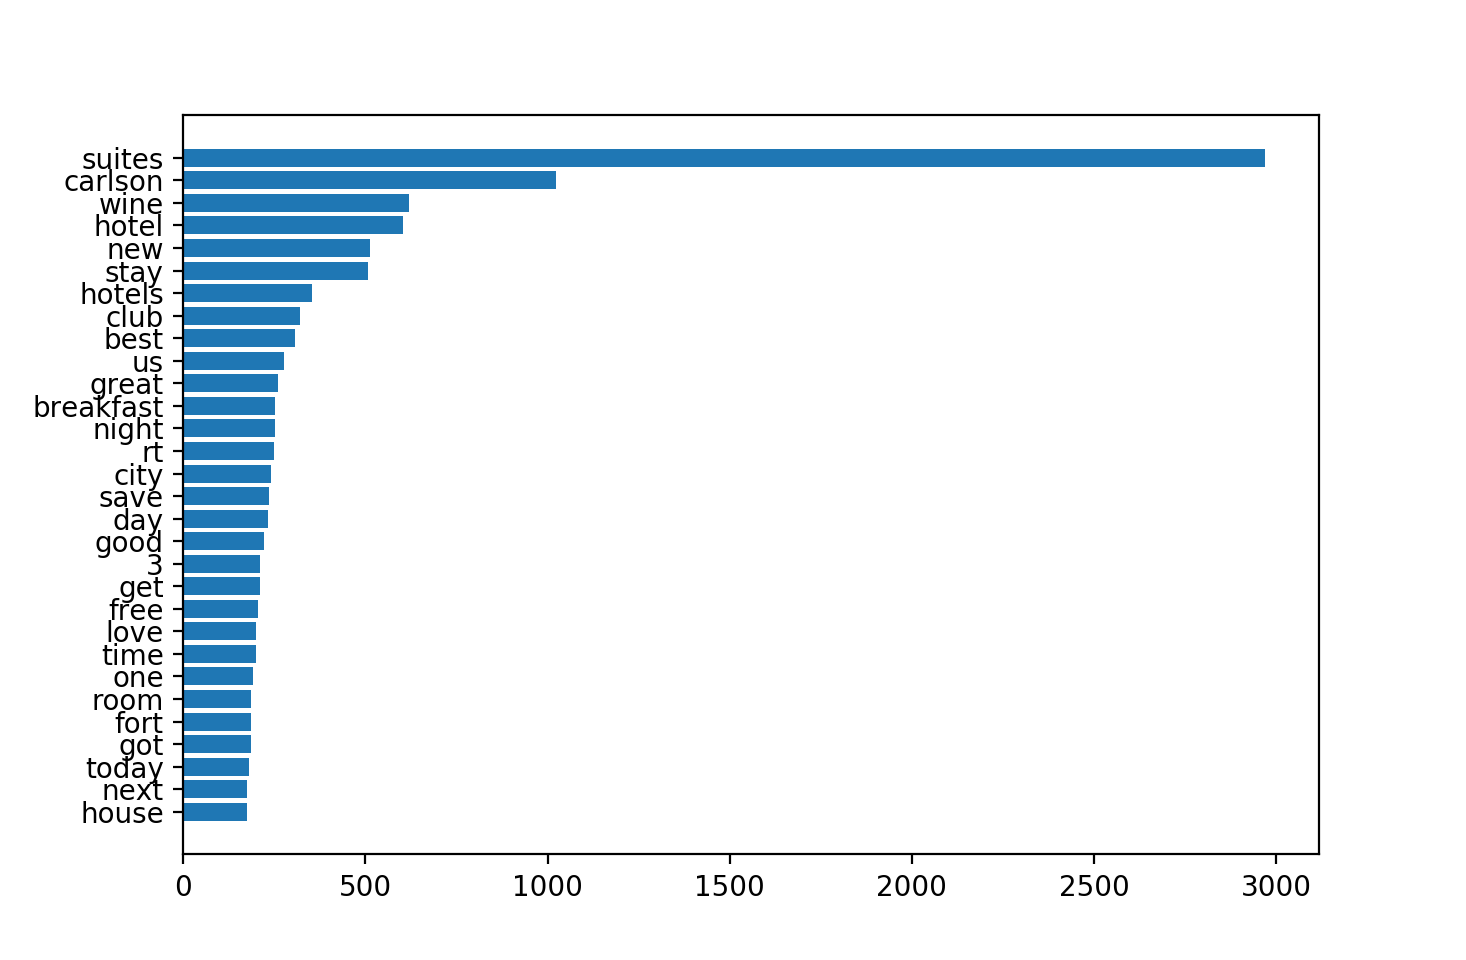 suites
carlson
wine
hotel
new
stay
hotels
club
best
us
great
breakfast
night
rt
city
save
day
good
3
get
free
love
time
one
room
fort
got
today
next
house
0 500 1000 1500 2000 2500 3000